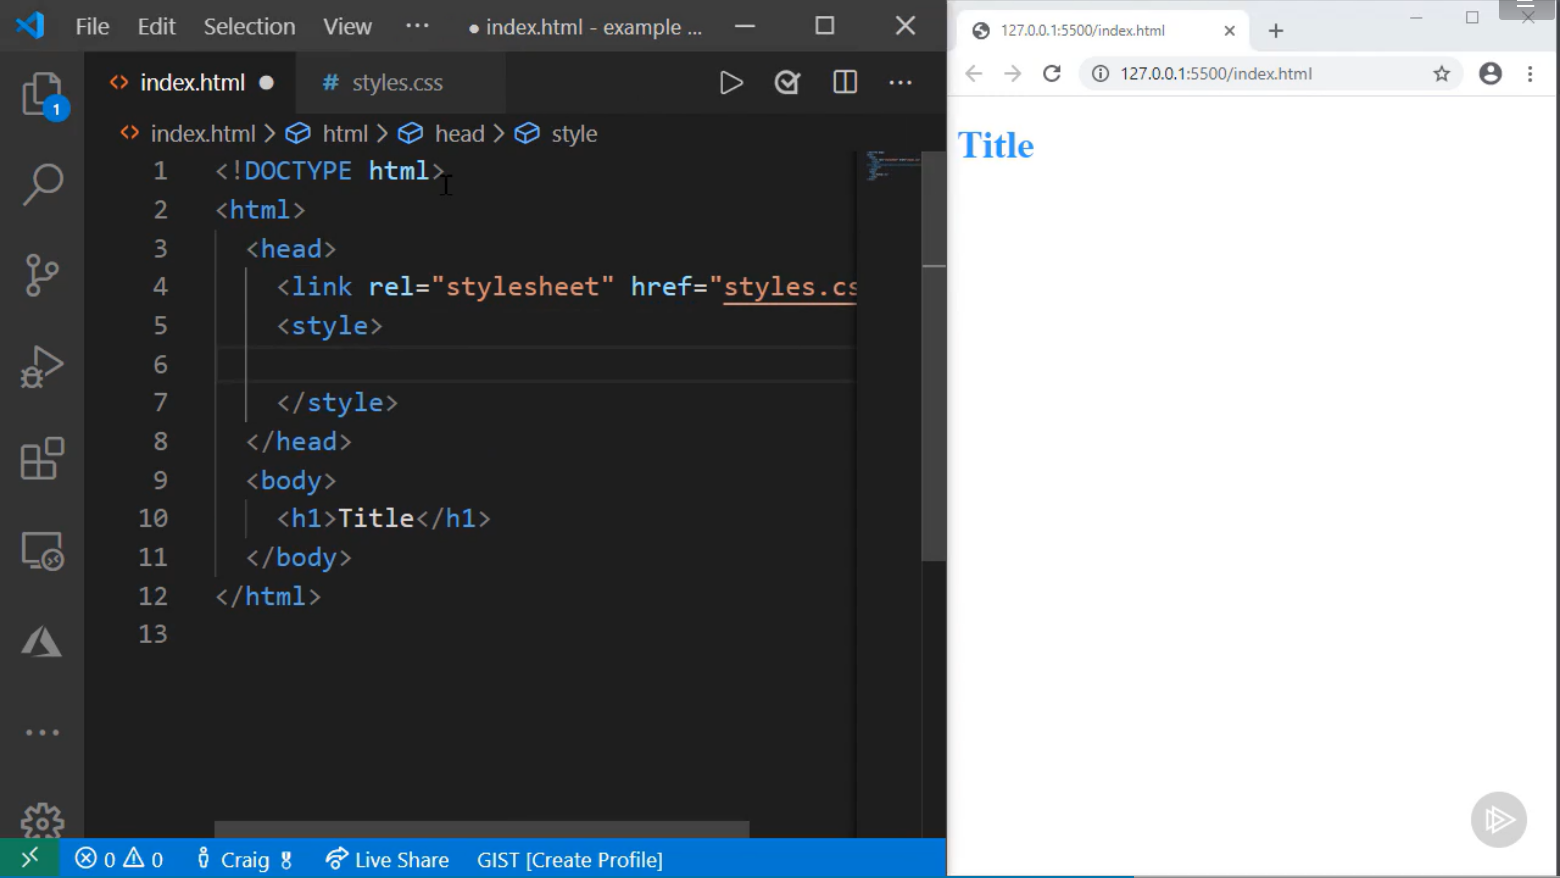 File Edit Selection View ··· ● index.html - example ...
index.html ● # styles.css
index.html > html > head > style
1 <!DOCTYPE html>
2 <html>
3 <head>
4 <link rel="stylesheet" href="styles.cs
5 <style>
6
7 </style>
8 </head>
9 <body>
10 <h1>Title</h1>
11 </body>
12 </html>
13
1
0 0 Craig Live Share GIST [Create Profile]
127.0.0.1:5500/index.html
127.0.0.1:5500/index.html
Title